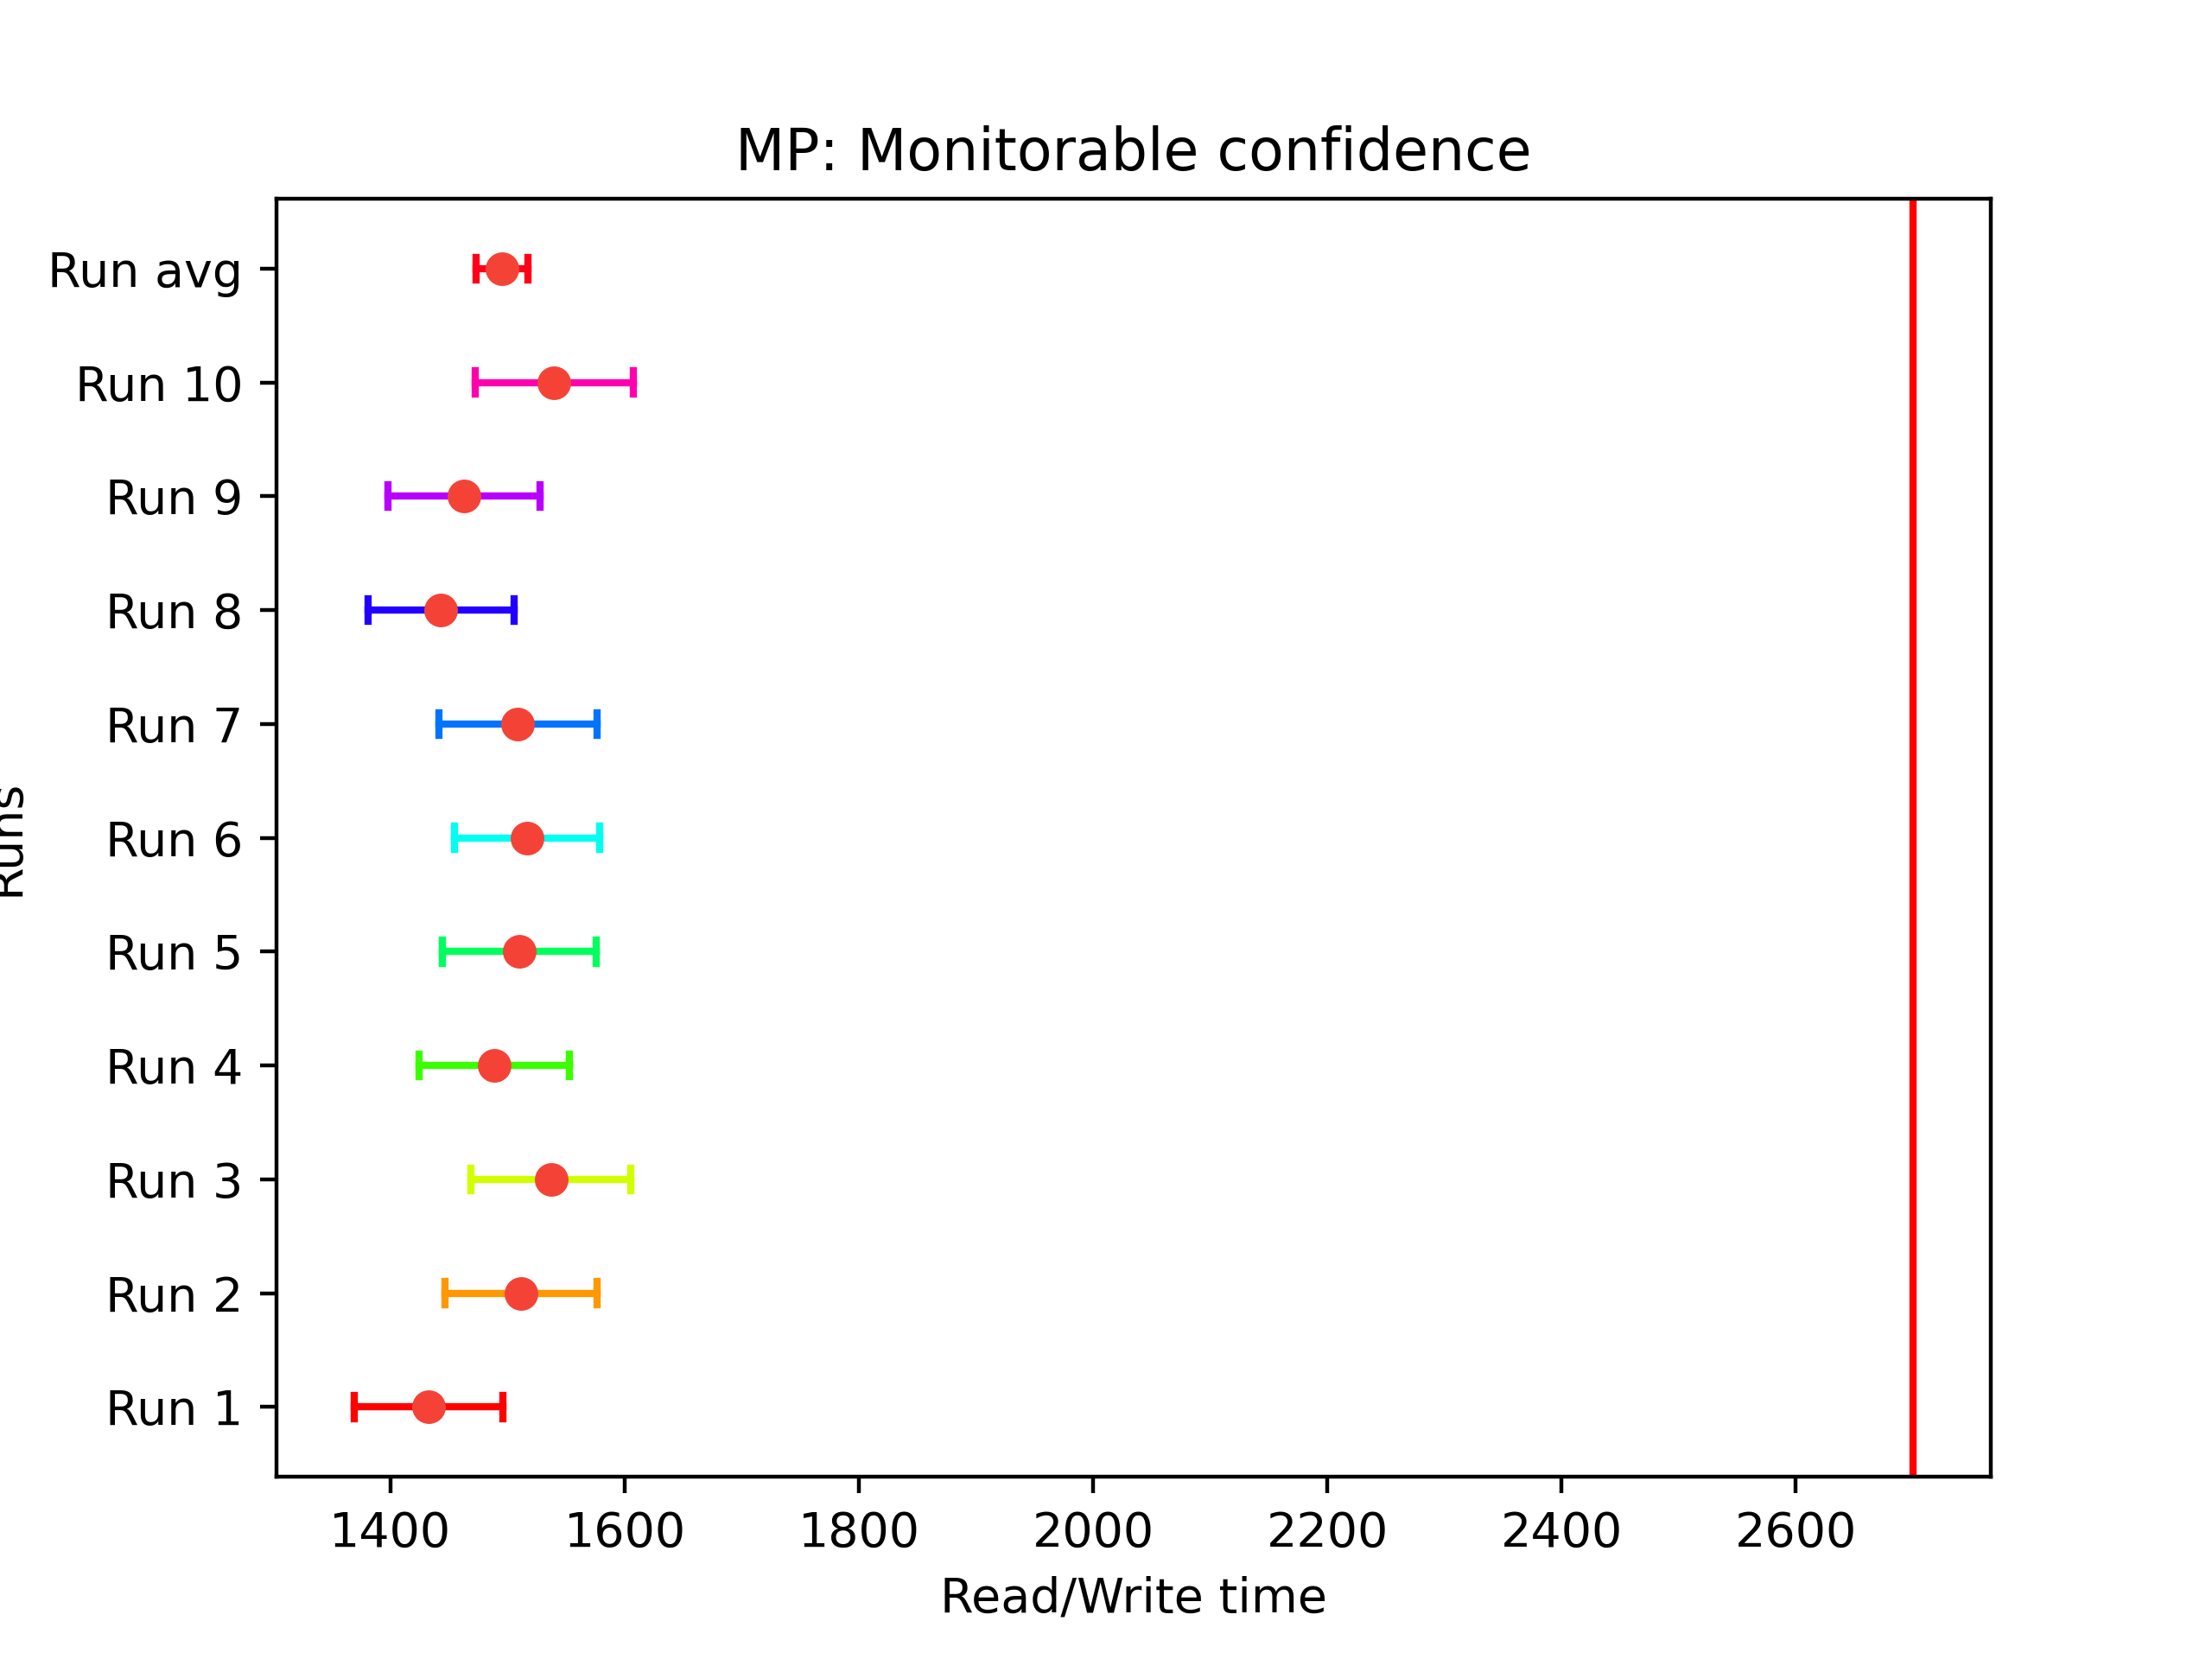 MP: Monitorable confidence
Run avg
Run 10
Run 9
Run 8
Run 7
Run 6
Run 5
Run 4
Run 3
Run 2
Run 1
Runs
1400 1600 1800 2000 2200 2400 2600
Read/Write time